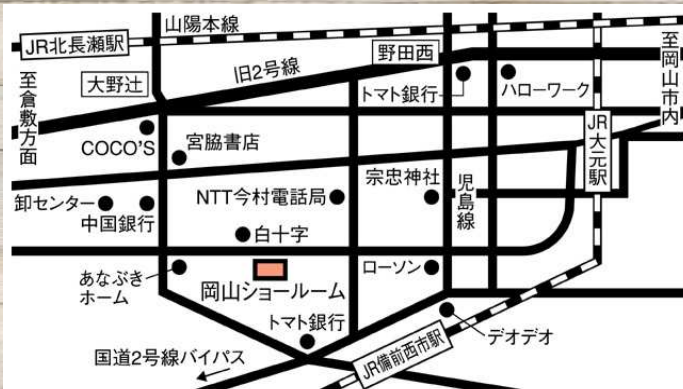 山陽本線
JR北長瀬駅
野田西
至岡山市内
旧2号線
大野辻
至倉敷方面
トマト銀行
ハローワーク
JR大元駅
COCO'S
宮脇書店
宗忠神社
児島線
NTT今村電話局
卸センター
中国銀行
白十字
あなぶき
ホーム
ローソン
岡山ショールーム
トマト銀行
デオデオ
国道2号線バイパス
JR備前西市駅